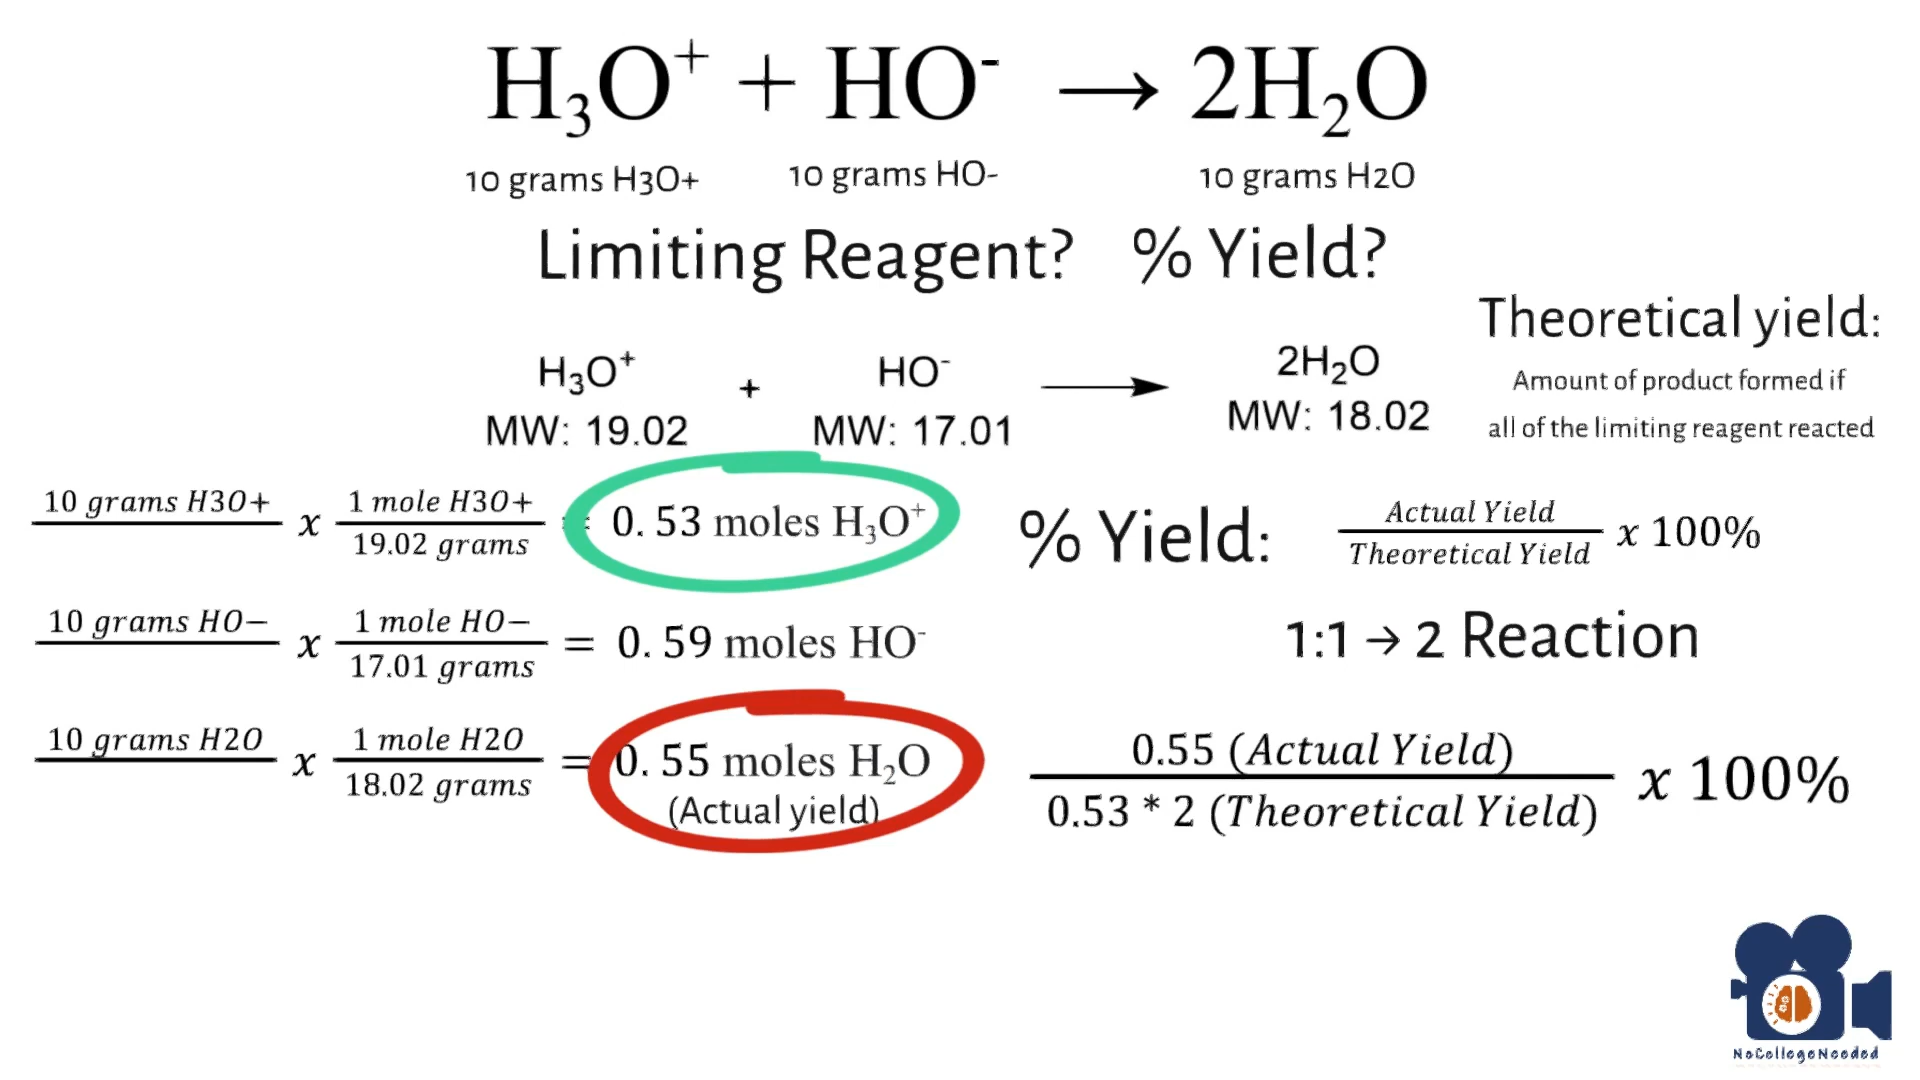 H₃O⁺ + HO⁻ → 2H₂O
10 grams H3O+ 10 grams HO- 10 grams H2O
Limiting Reagent? % Yield?
Theoretical yield:
Amount of product formed if
all of the limiting reagent reacted
H₃O⁺ + HO⁻ → 2H₂O
MW: 19.02 MW: 17.01 MW: 18.02
10 grams H3O+ x 1 mole H3O+ = 0.53 moles H₃O⁺
19.02 grams
% Yield: Actual Yield x 100%
Theoretical Yield
10 grams HO− x 1 mole HO− = 0.59 moles HO⁻
17.01 grams
1:1 → 2 Reaction
10 grams H2O x 1 mole H2O = 0.55 moles H₂O
18.02 grams
(Actual yield)
0.55 (Actual Yield) x 100%
0.53 * 2 (Theoretical Yield)
NoCollegeNeeded